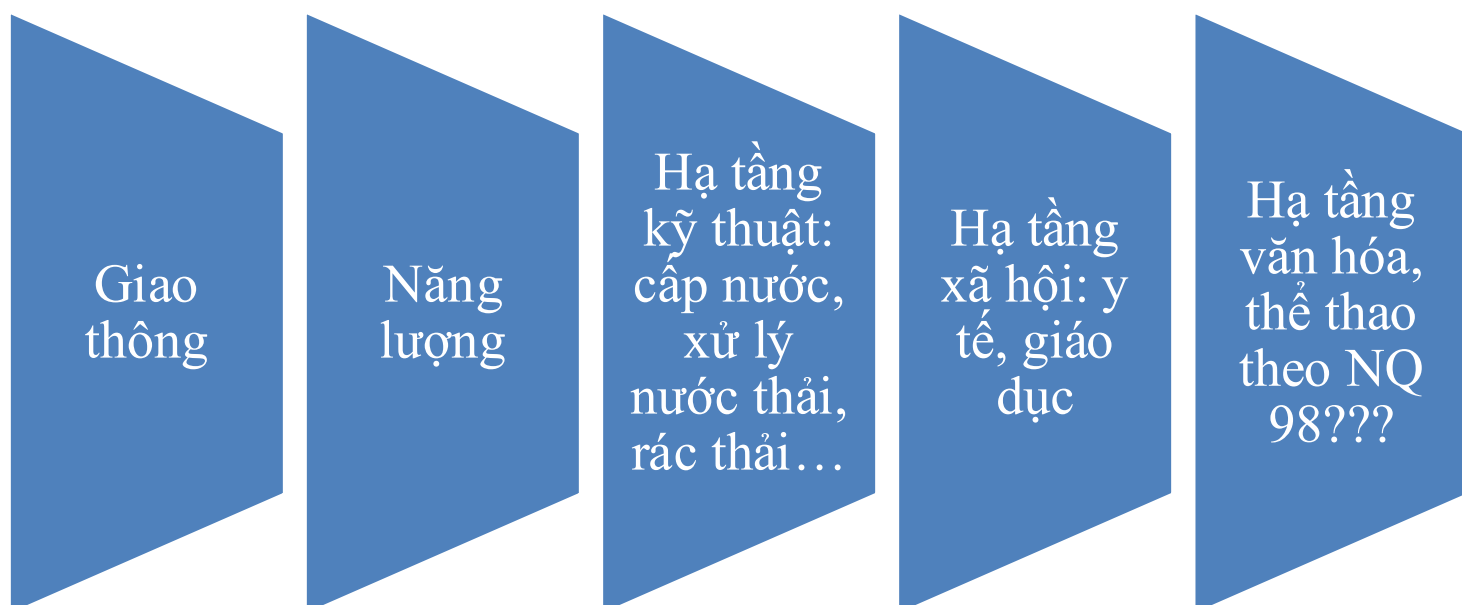 Giao
thông
Năng
lượng
Hạ tầng
kỹ thuật:
cấp nước,
xử lý
nước thải,
rác thải…
Hạ tầng
xã hội: y
tế, giáo
dục
Hạ tầng
văn hóa,
thể thao
theo NQ
98???